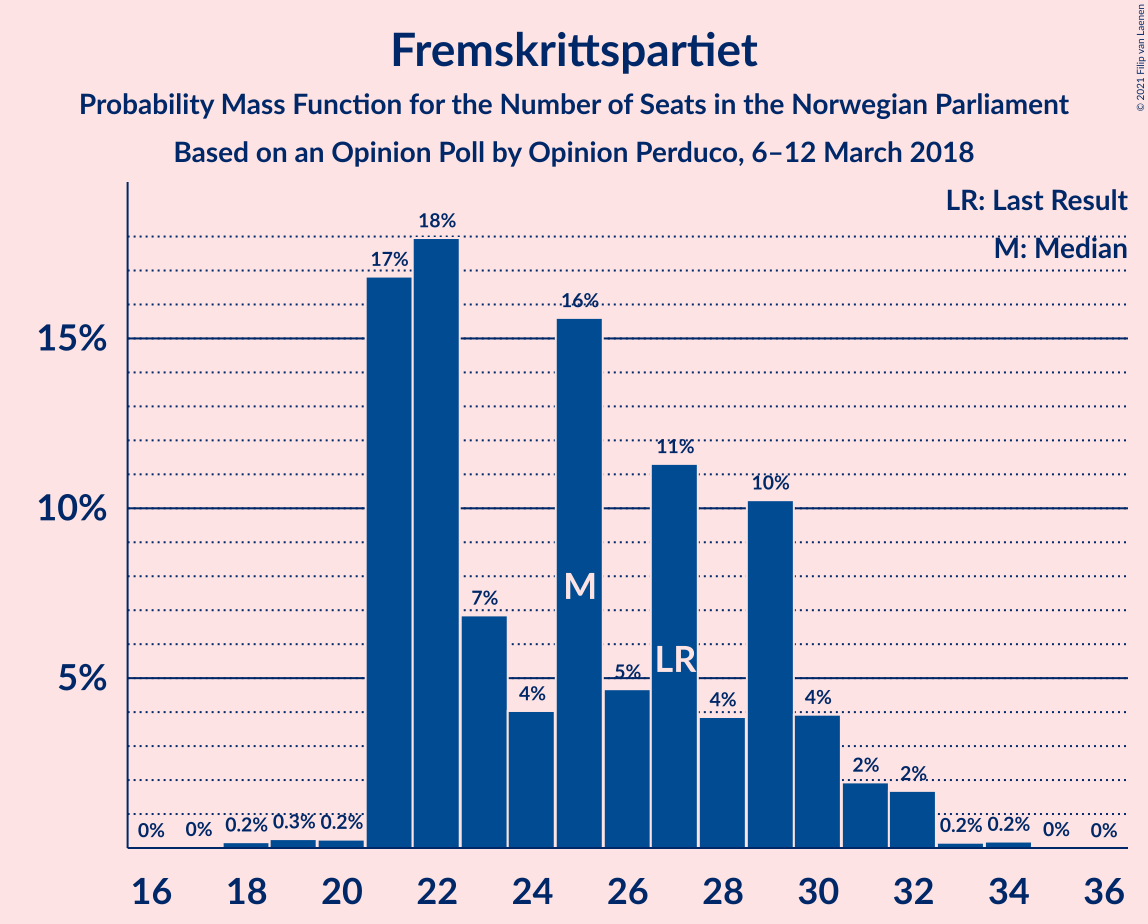 Fremskrittspartiet
Probability Mass Function for the Number of Seats in the Norwegian Parliament
Based on an Opinion Poll by Opinion Perduco, 6–12 March 2018
© 2021 Filip van Laenen
LR: Last Result
M: Median
15%
10%
5%
0% 0% 0.2% 0.3% 0.2% 17% 18% 7% 4% 16% 5% 11% 4% 10% 4% 2% 2% 0.2% 0.2% 0% 0%
M
LR
16 18 20 22 24 26 28 30 32 34 36